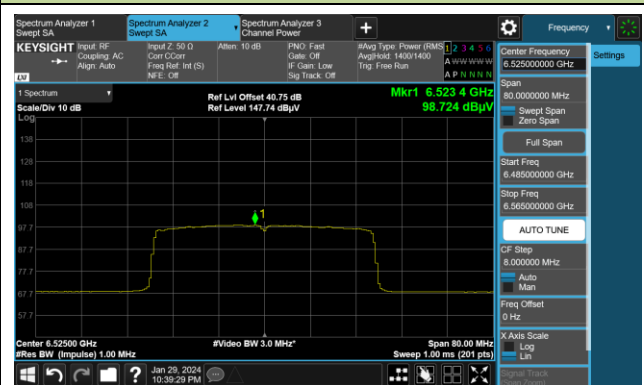 Spectrum Analyzer 1
Swept SA
Spectrum Analyzer 2
Swept SA
Spectrum Analyzer 3
Channel Power
Frequency
KEYSIGHT
Input: RF
Coupling: AC
Align: Auto
Input Z: 50 Ω
Corr CCorr
Freq Ref: Int (S)
NFE: Off
Atten: 10 dB
PNO: Fast
Gate: Off
IF Gain: Low
Sig Track: Off
#Avg Type: Power (RMS
Avg|Hold: 1400/1400
Trig: Free Run
1 2 3 4 5 6
A W W W W W
A P N N N N
LXI
1 Spectrum
Scale/Div 10 dB
Log
Ref Lvl Offset 40.75 dB
Ref Level 147.74 dBµV
Mkr1 6.523 4 GHz
98.724 dBµV
138
128
118
108
97.7
87.7
77.7
67.7
57.7
1
Center 6.52500 GHz
#Res BW (Impulse) 1.00 MHz
#Video BW 3.0 MHz*
Span 80.00 MHz
Sweep 1.00 ms (201 pts)
Center Frequency
6.525000000 GHz
Span
80.0000000 MHz
Swept Span
Zero Span
Full Span
Start Freq
6.485000000 GHz
Stop Freq
6.565000000 GHz
AUTO TUNE
CF Step
8.000000 MHz
Auto
Man
Freq Offset
0 Hz
X Axis Scale
Log
Lin
Signal Track
(Span Zoom)
Settings
?
Jan 29, 2024
10:39:29 PM